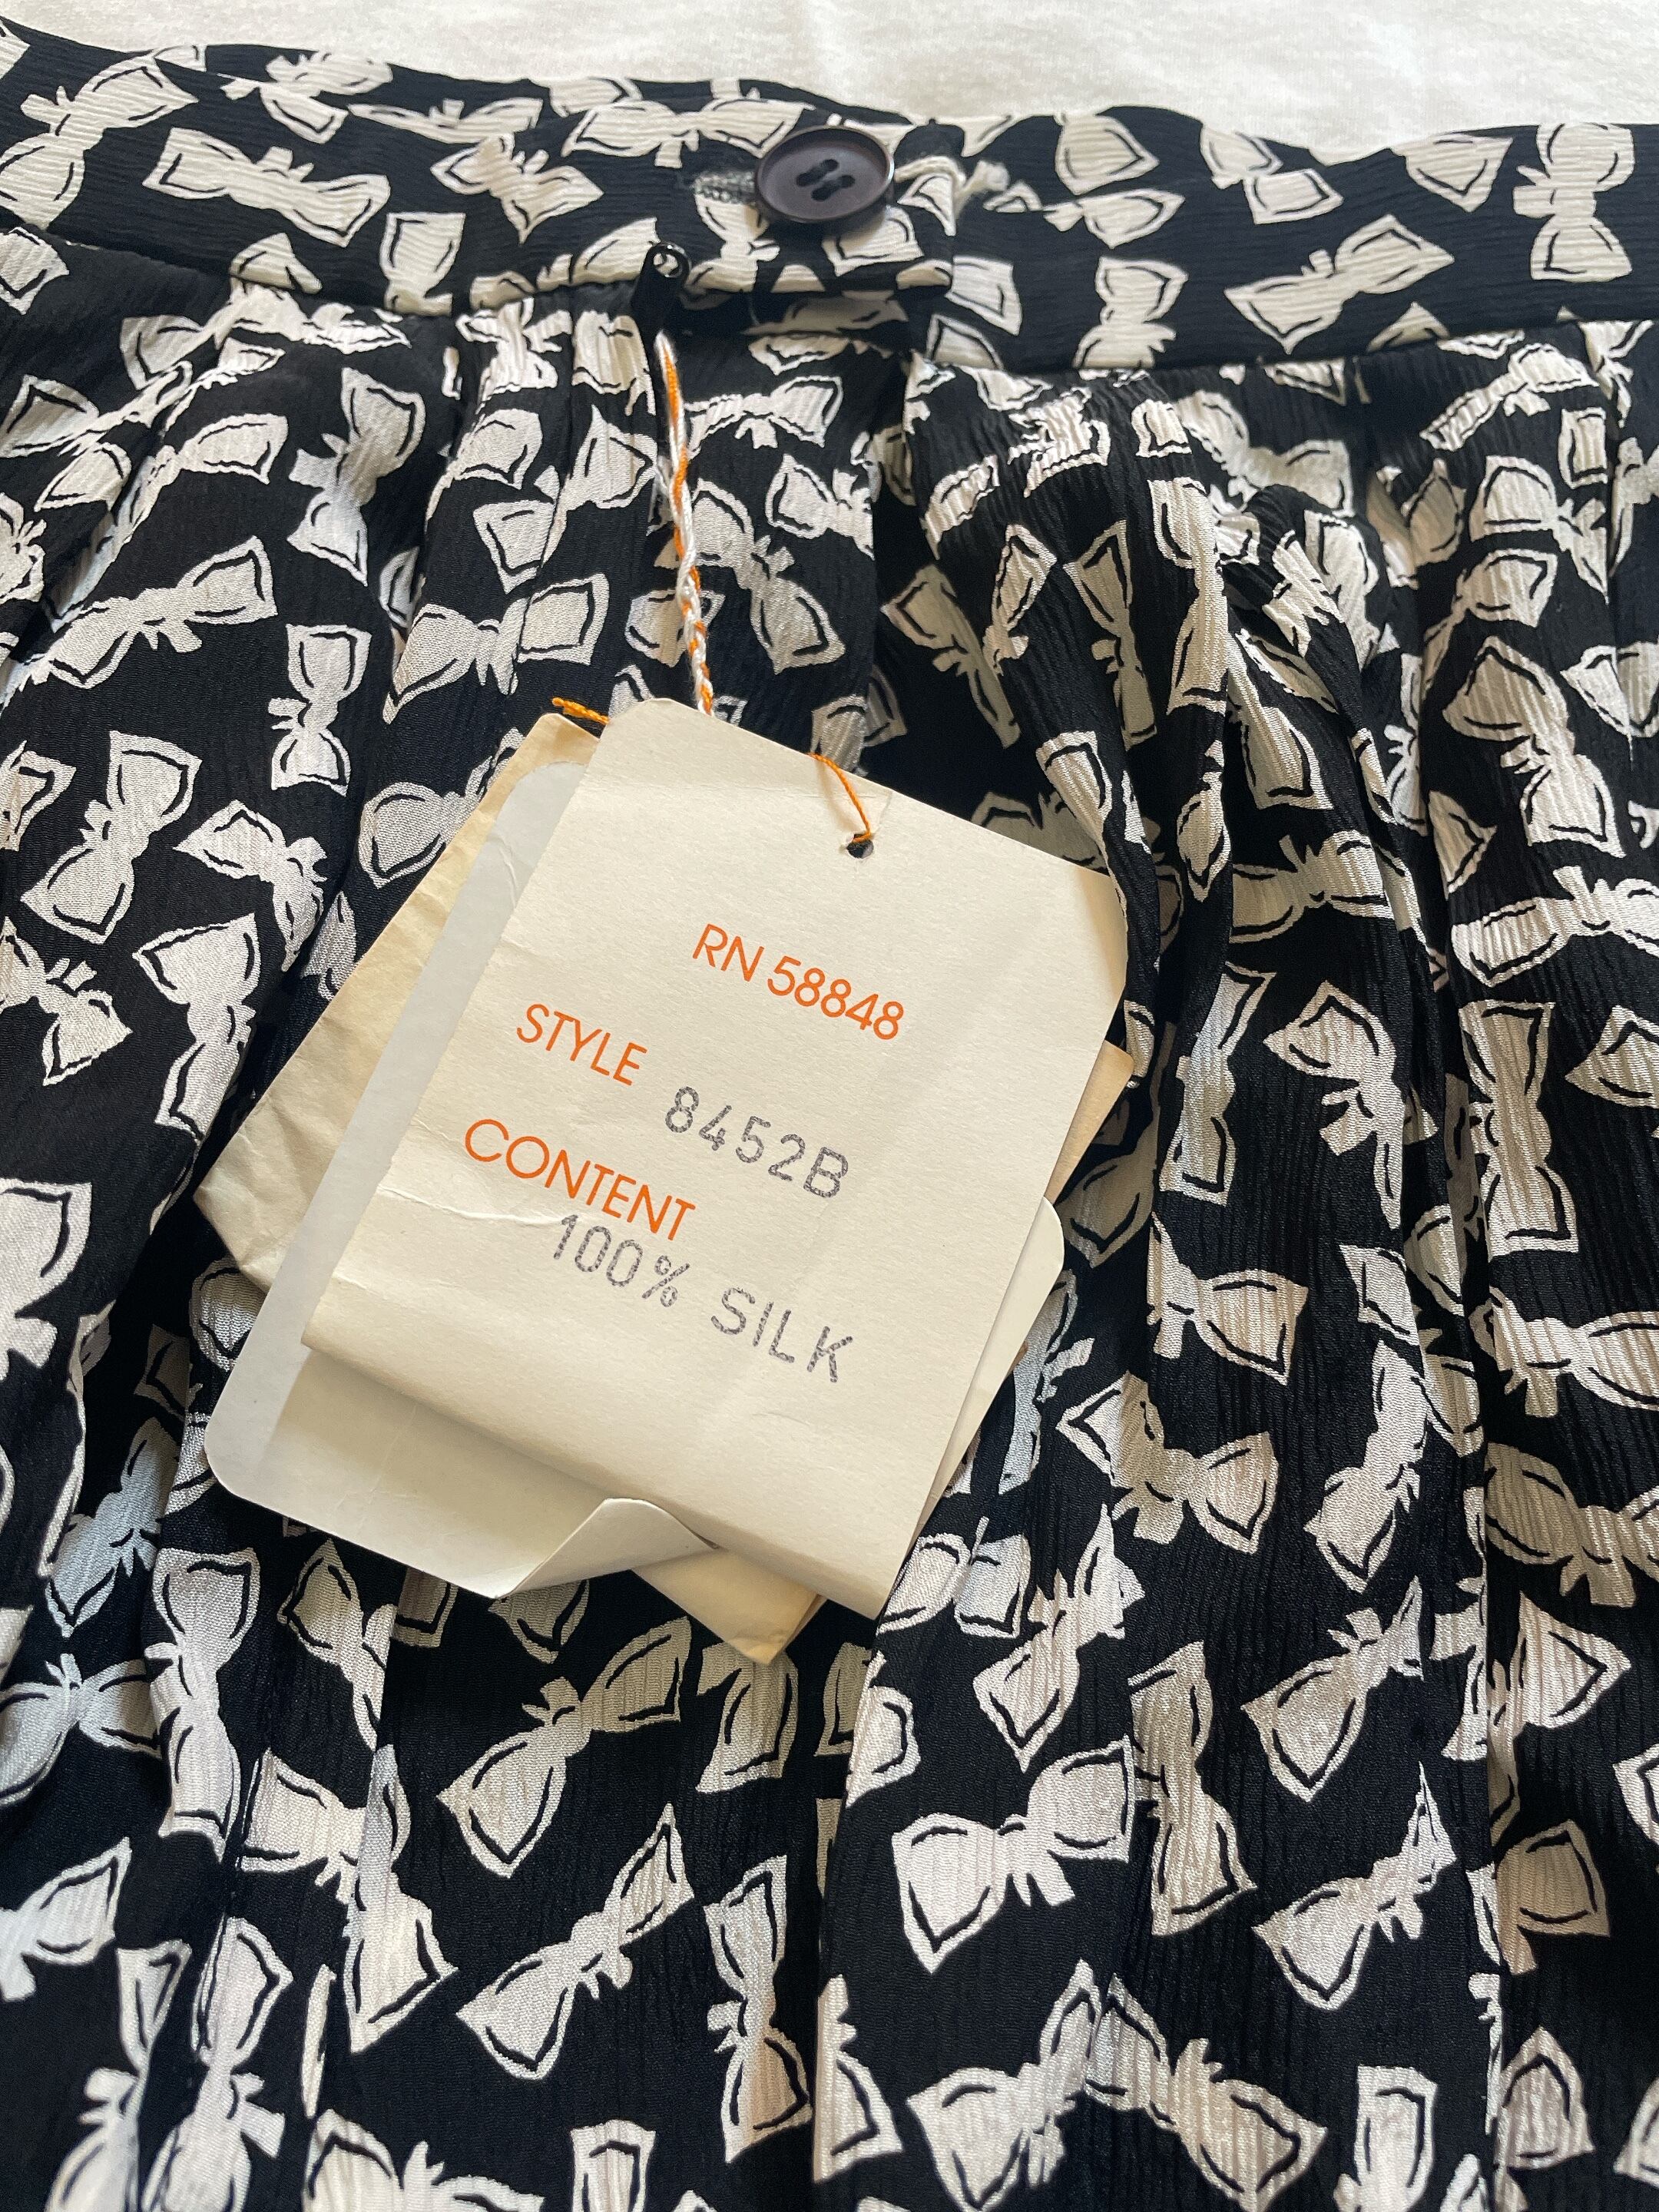 RN 58848
STYLE 8452B
CONTENT
100% SILK